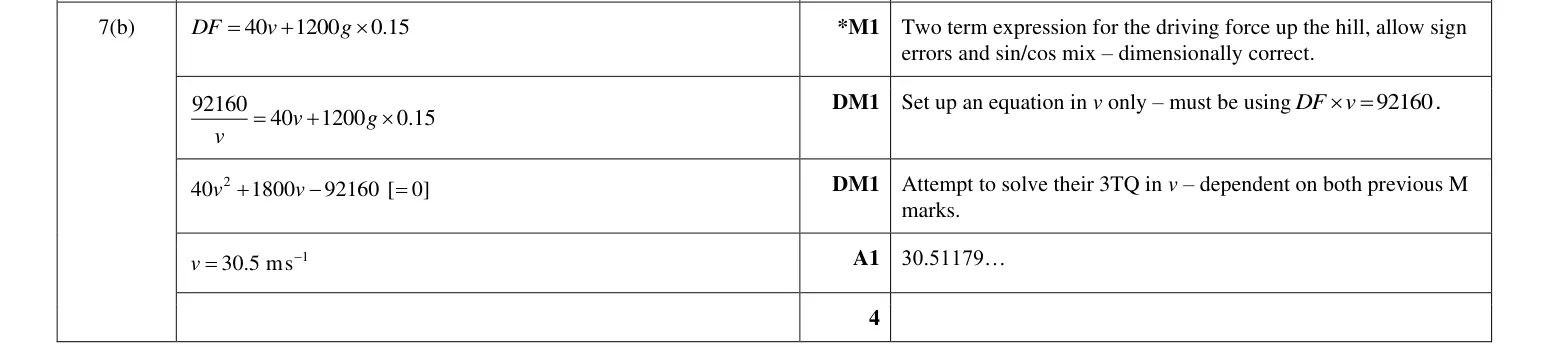 7(b) DF = 40v + 1200g × 0.15 *M1 Two term expression for the driving force up the hill, allow sign
errors and sin/cos mix – dimensionally correct.
92160/v = 40v + 1200g × 0.15 DM1 Set up an equation in v only – must be using DF × v = 92160.
40v² + 1800v − 92160 [= 0] DM1 Attempt to solve their 3TQ in v – dependent on both previous M
marks.
v = 30.5 ms⁻¹ A1 30.51179…
4